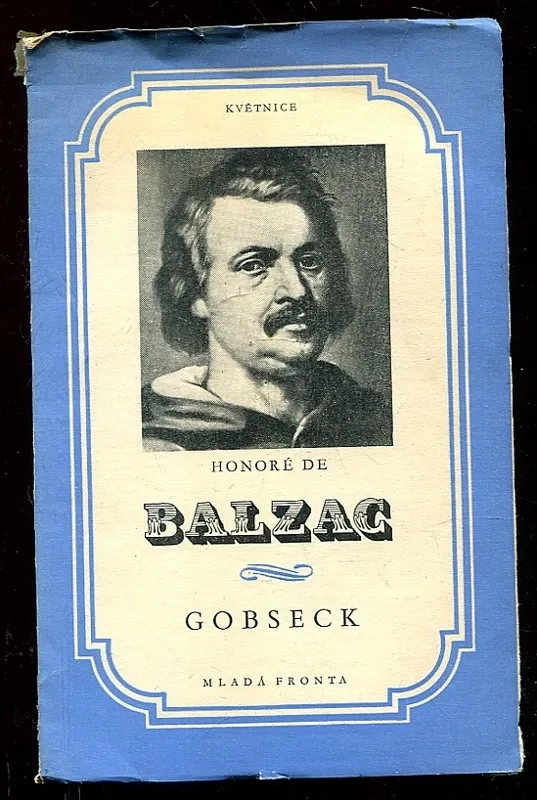 KVĚTNICE
HONORÉ DE
BALZAC
GOBSECK
MLADÁ FRONTA